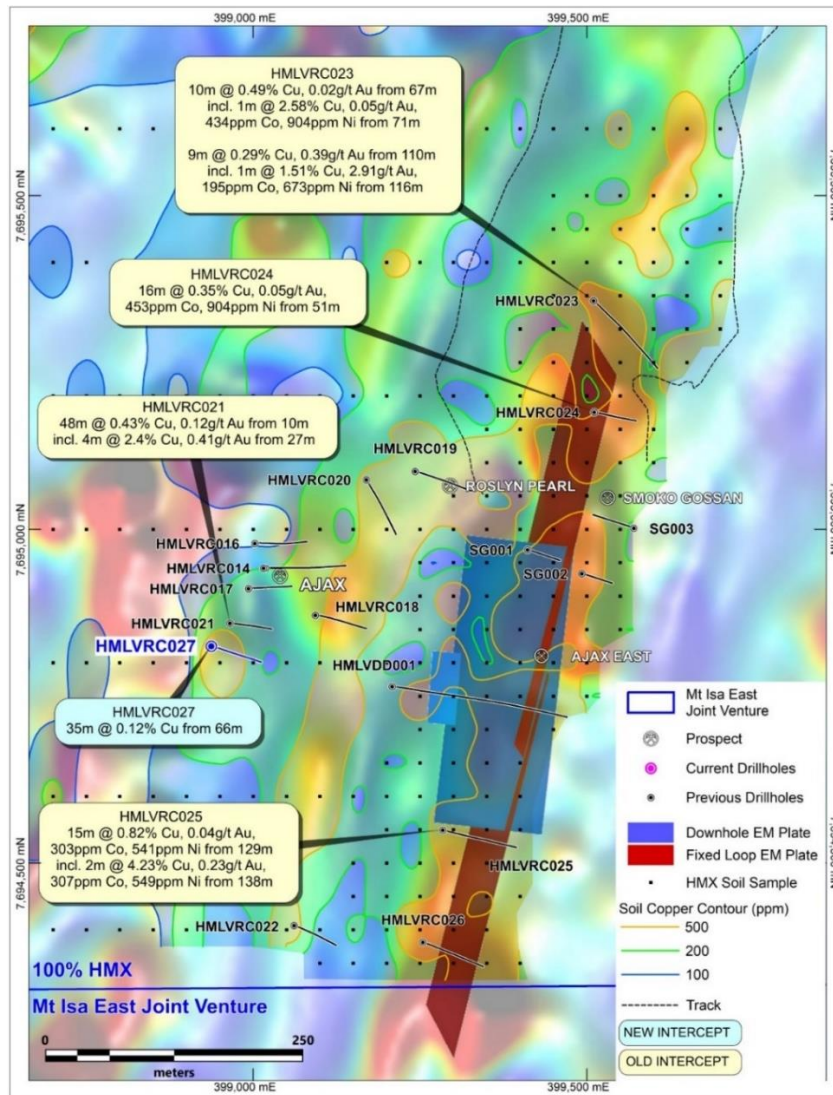 399,000 mE
399,500 mE
HMLVRC023
10m @ 0.49% Cu, 0.02g/t Au from 67m
incl. 1m @ 2.58% Cu, 0.05g/t Au,
434ppm Co, 904ppm Ni from 71m
9m @ 0.29% Cu, 0.39g/t Au from 110m
incl. 1m @ 1.51% Cu, 2.91g/t Au,
195ppm Co, 673ppm Ni from 116m
7,695,500 mN
HMLVRC024
16m @ 0.35% Cu, 0.05g/t Au,
453ppm Co, 904ppm Ni from 51m
HMLVRC023
HMLVRC021
48m @ 0.43% Cu, 0.12g/t Au from 10m
incl. 4m @ 2.4% Cu, 0.41g/t Au from 27m
HMLVRC024
HMLVRC019
HMLVRC020
ROSLYN PEARL
SMOKO GOSSAN
7,695,000 mN
HMLVRC016
SG003
SG001
HMLVRC014
SG002
AJAX
HMLVRC017
HMLVRC018
HMLVRC021
HMLVRC027
AJAX EAST
HMLVDD001
HMLVRC027
35m @ 0.12% Cu from 66m
HMLVRC025
15m @ 0.82% Cu, 0.04g/t Au,
303ppm Co, 541ppm Ni from 129m
incl. 2m @ 4.23% Cu, 0.23g/t Au,
307ppm Co, 549ppm Ni from 138m
HMLVRC025
7,694,500 mN
HMLVRC022
HMLVRC026
100% HMX
Mt Isa East Joint Venture
0
250
meters
Mt Isa East
Joint Venture
Prospect
Current Drillholes
Previous Drillholes
Downhole EM Plate
Fixed Loop EM Plate
HMX Soil Sample
Soil Copper Contour (ppm)
500
200
100
Track
NEW INTERCEPT
OLD INTERCEPT
399,000 mE
399,500 mE